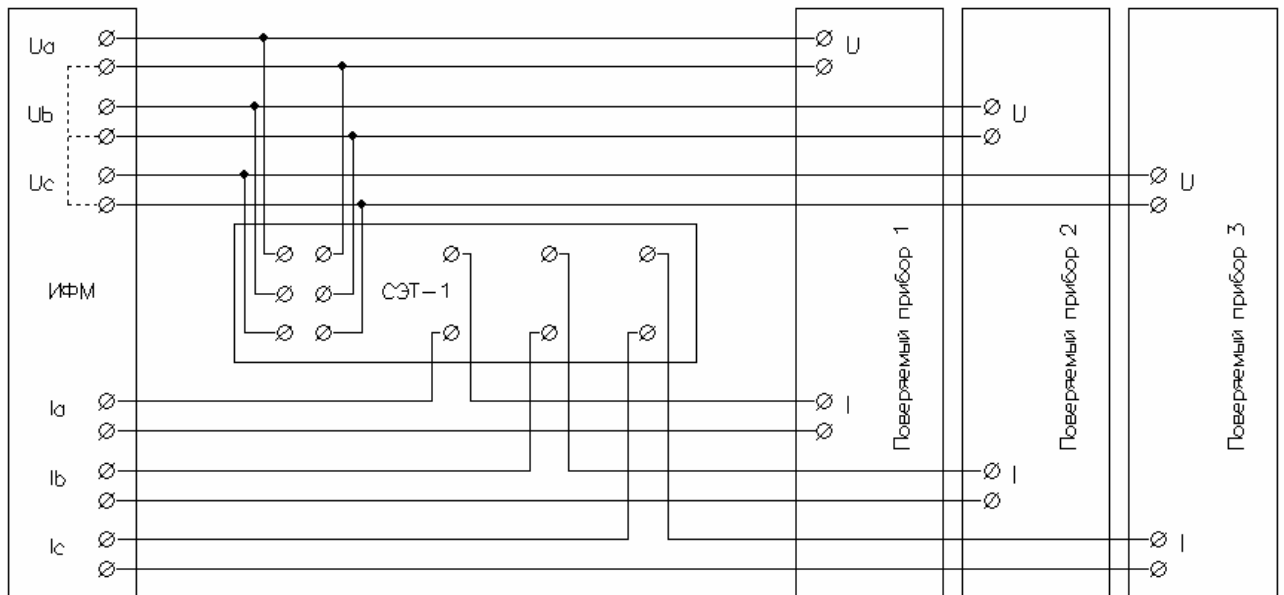 Ua
U
Ub
U
Uc
U
ИФМ
СЭТ-1
Поверяемый прибор 1
Поверяемый прибор 2
Поверяемый прибор 3
Ia
I
Ib
I
Ic
I